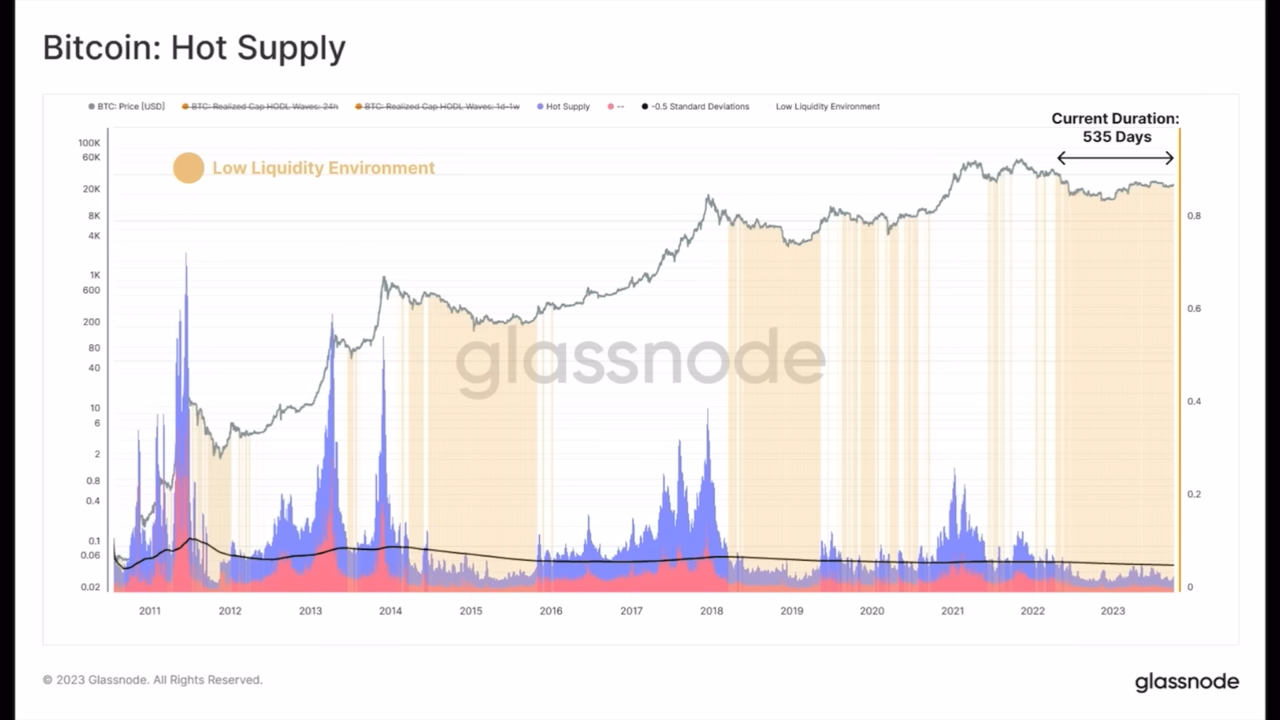 Bitcoin: Hot Supply
BTC: Price [USD] BTC: Realized Cap HODL Waves: 24h BTC: Realized Cap HODL Waves: 1d-1w Hot Supply -- -0.5 Standard Deviations Low Liquidity Environment
Current Duration:
535 Days
Low Liquidity Environment
100K
60K
20K
8K
4K
1K
600
200
80
40
10
6
2
0.8
0.4
0.1
0.06
0.02
0.8
0.6
0.4
0.2
0
glassnode
2011 2012 2013 2014 2015 2016 2017 2018 2019 2020 2021 2022 2023
© 2023 Glassnode. All Rights Reserved.
glassnode